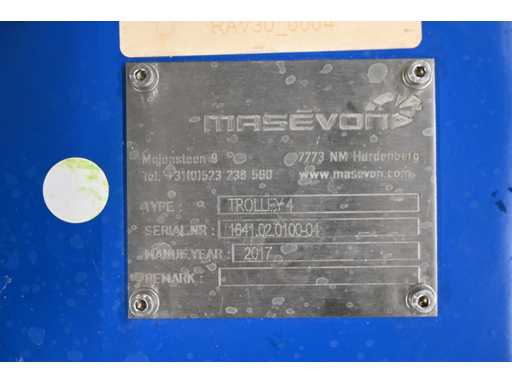 RAV30_0004
MASEVON
Molensteen 9 7773 NM Hardenberg
Tel. +31(0)523 238 560 www.masevon.com
TYPE : TROLLEY 4
SERIAL.NR : 1641.02.0100-04
MANUF.YEAR : 2017
REMARK :